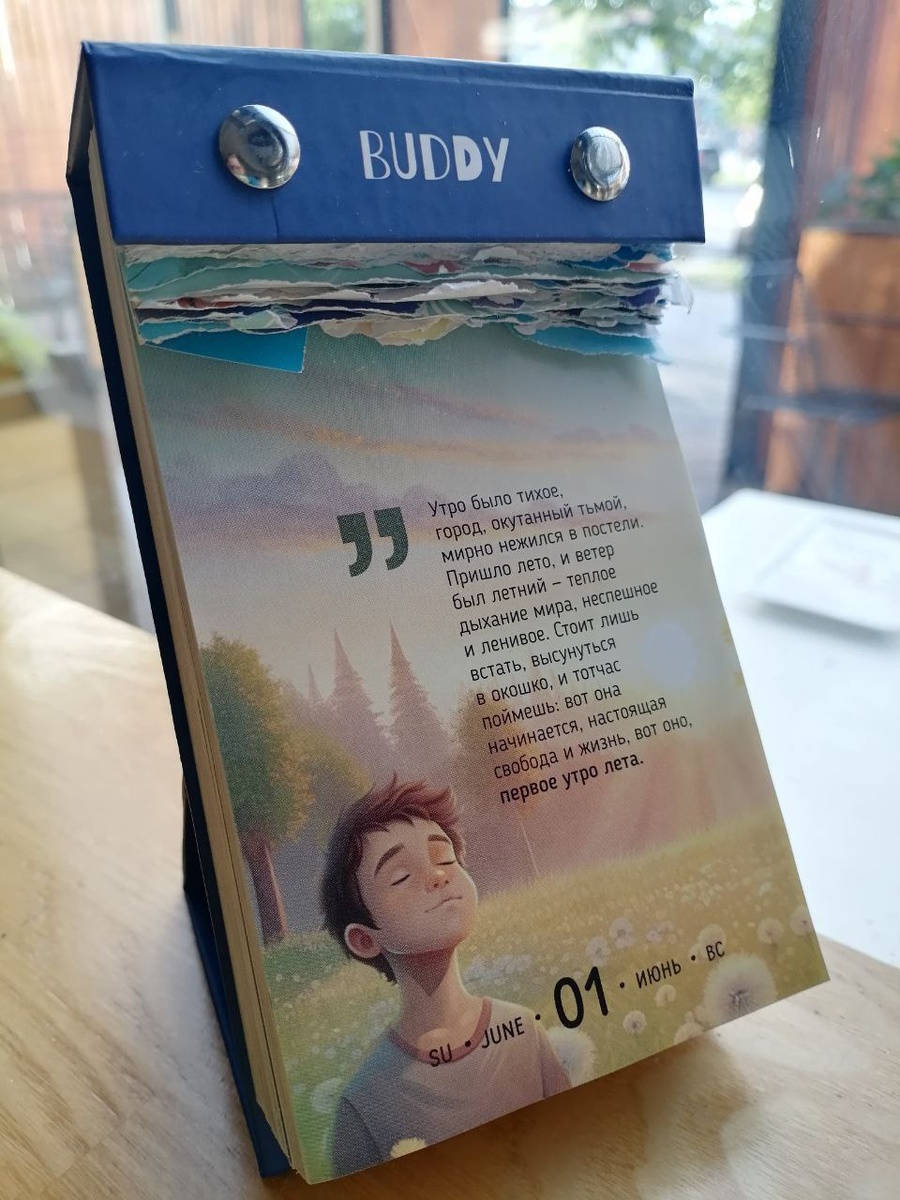 BUDDY
”
Утро было тихое,
город, окутанный тьмой,
мирно нежился в постели.
Пришло лето, и ветер
был летний – теплое
дыхание мира, неспешное
и ленивое. Стоит лишь
встать, высунуться
в окошко, и тотчас
поймешь: вот она
начинается, настоящая
свобода и жизнь, вот оно,
первое утро лета.
SU • JUNE • 01 • ИЮНЬ • ВС